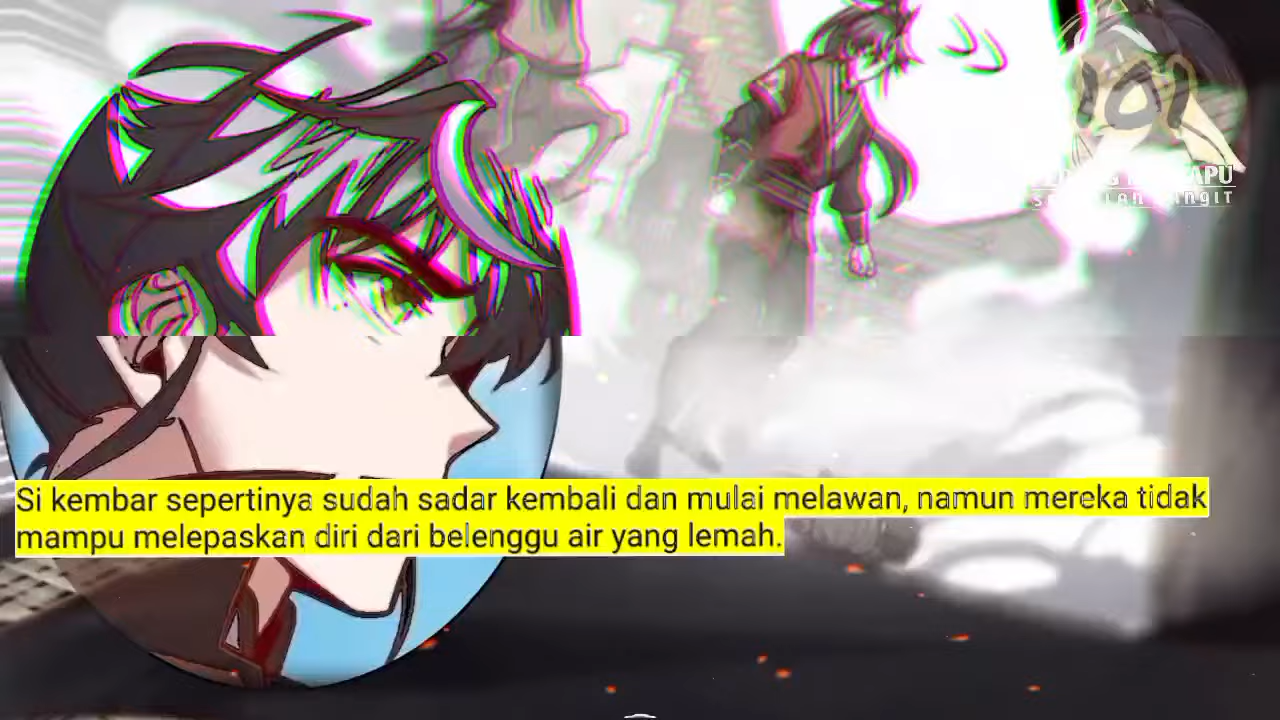 Si kembar sepertinya sudah sadar kembali dan mulai melawan, namun mereka tidak
mampu melepaskan diri dari belenggu air yang lemah.